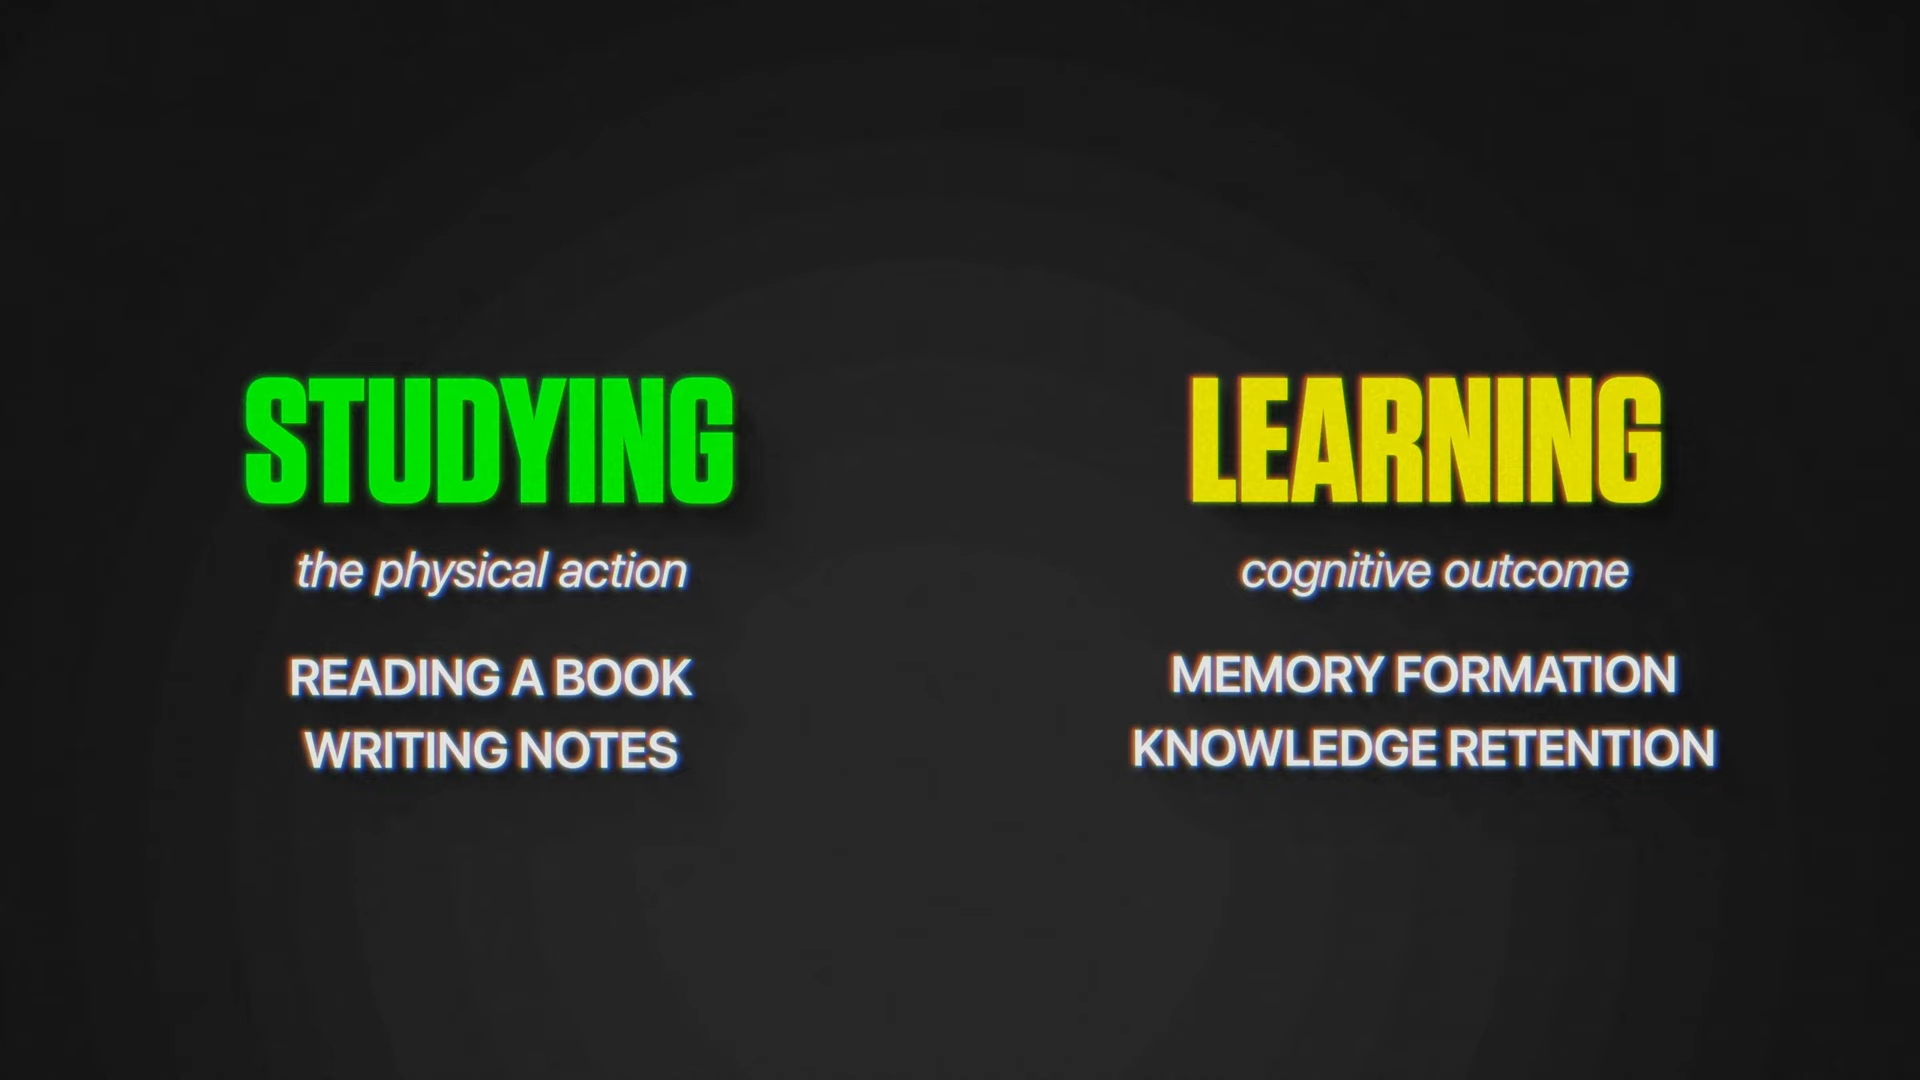 STUDYING
the physical action
READING A BOOK
WRITING NOTES
LEARNING
cognitive outcome
MEMORY FORMATION
KNOWLEDGE RETENTION